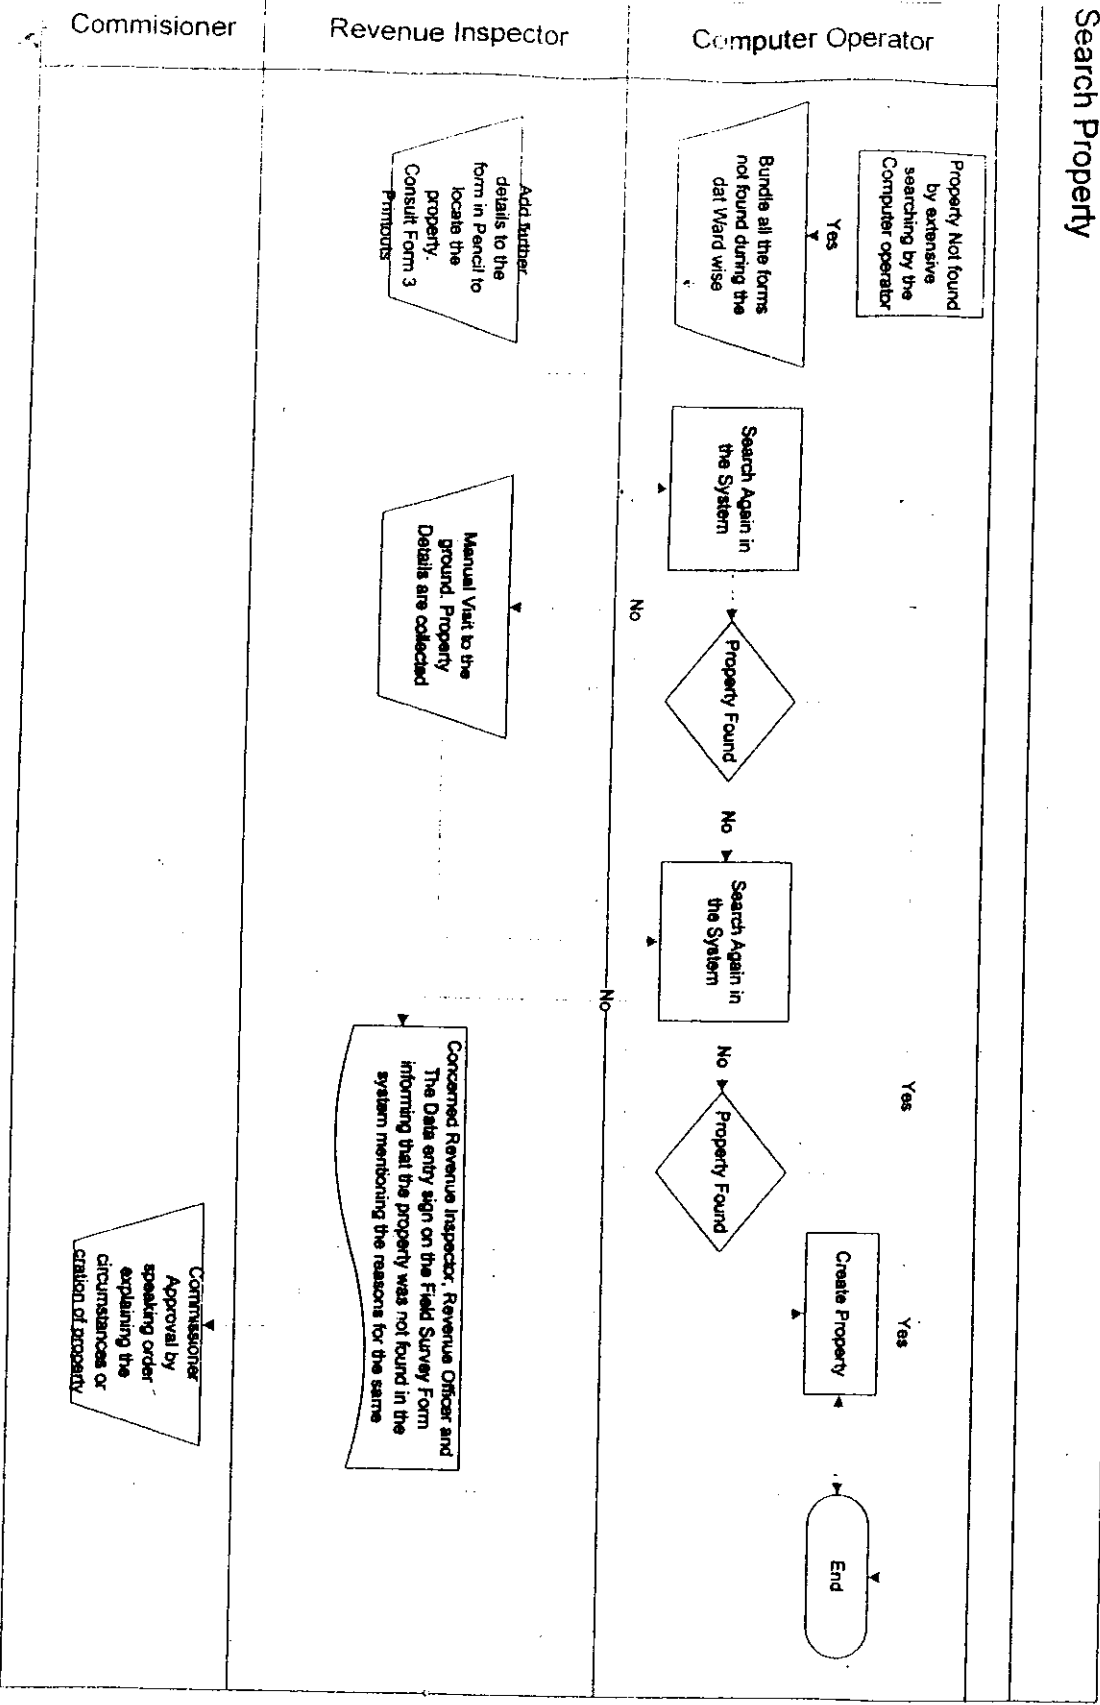 Search Property
Computer Operator
Revenue Inspector
Commisioner
Property Not found
by extensive
searching by the
Computer operator
Yes
Bundle all the forms
not found during the
dat Ward wise
Search Again in
the System
Property Found
No
Search Again in
the System
No
Property Found
Yes
Create Property
Yes
End
No
No
Add further
details to the
form in Pencil to
locate the
property.
Consult Form 3
Printouts
Manual Visit to the
ground. Property
Details are collected
Concerned Revenue Inspector, Revenue Officer and
The Data entry sign on the Field Survey Form
informing that the property was not found in the
system mentioning the reasons for the same
Commissioner
Approval by
speaking order
explaining the
circumstances or
cration of property